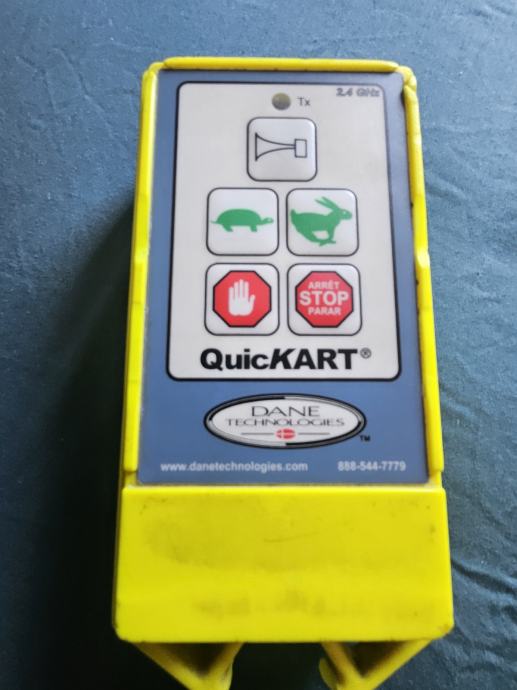 2.4 GHz
Tx
ARRÊT
STOP
PARAR
QuicKART®
DANE
TECHNOLOGIES
™
www.danetechnologies.com 888-544-7779